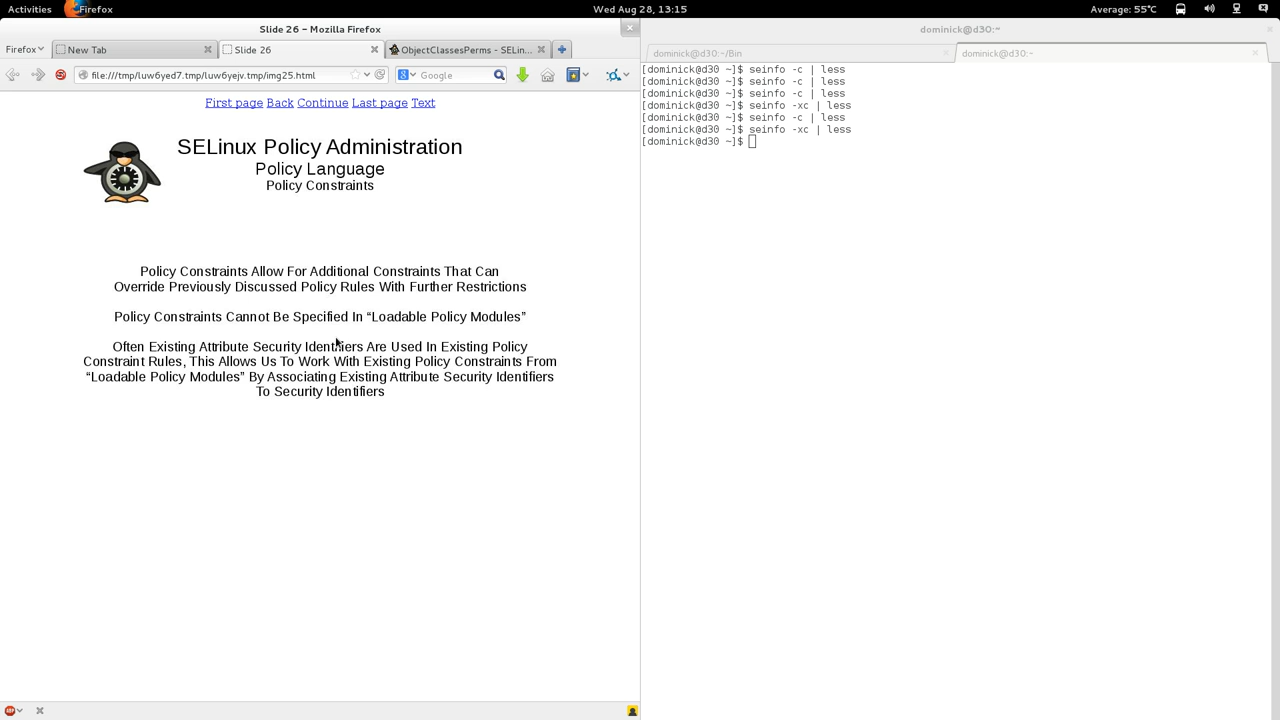 Activities Firefox Wed Aug 28, 13:15 Average: 55°C
Slide 26 - Mozilla Firefox
Firefox New Tab Slide 26 ObjectClassesPerms - SELin...
file:///tmp/luw6yed7.tmp/luw6yejv.tmp/img25.html Google
First page Back Continue Last page Text
SELinux Policy Administration
Policy Language
Policy Constraints
Policy Constraints Allow For Additional Constraints That Can
Override Previously Discussed Policy Rules With Further Restrictions
Policy Constraints Cannot Be Specified In “Loadable Policy Modules”
Often Existing Attribute Security Identifiers Are Used In Existing Policy
Constraint Rules, This Allows Us To Work With Existing Policy Constraints From
“Loadable Policy Modules” By Associating Existing Attribute Security Identifiers
To Security Identifiers
dominick@d30:~
dominick@d30:~/Bin dominick@d30:~
[dominick@d30 ~]$ seinfo -c | less
[dominick@d30 ~]$ seinfo -c | less
[dominick@d30 ~]$ seinfo -c | less
[dominick@d30 ~]$ seinfo -xc | less
[dominick@d30 ~]$ seinfo -c | less
[dominick@d30 ~]$ seinfo -xc | less
[dominick@d30 ~]$